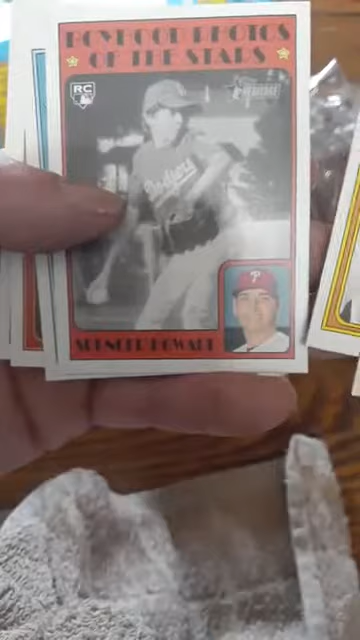 BOYHOOD PHOTOS
OF THE STARS
RC
HERITAGE
Dodgers
P
SPENCER HOWARD